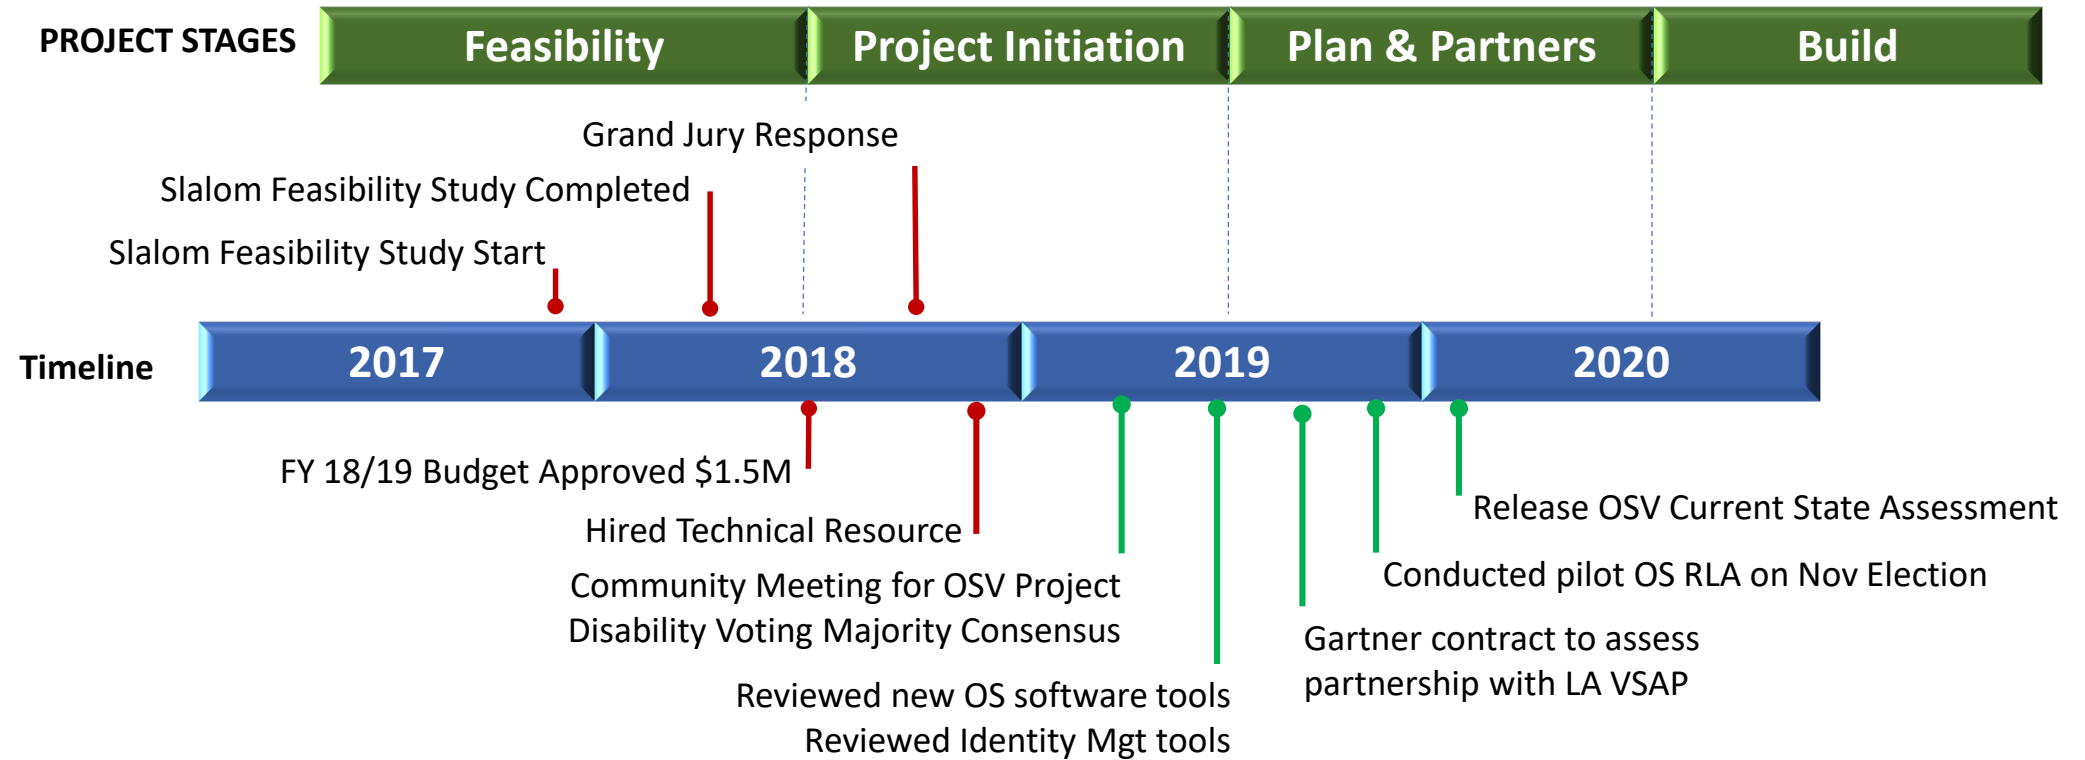 PROJECT STAGES
Feasibility
Project Initiation
Plan & Partners
Build
Grand Jury Response
Slalom Feasibility Study Completed
Slalom Feasibility Study Start
Timeline
2017
2018
2019
2020
FY 18/19 Budget Approved $1.5M
Hired Technical Resource
Community Meeting for OSV Project
Disability Voting Majority Consensus
Reviewed new OS software tools
Reviewed Identity Mgt tools
Gartner contract to assess
partnership with LA VSAP
Conducted pilot OS RLA on Nov Election
Release OSV Current State Assessment